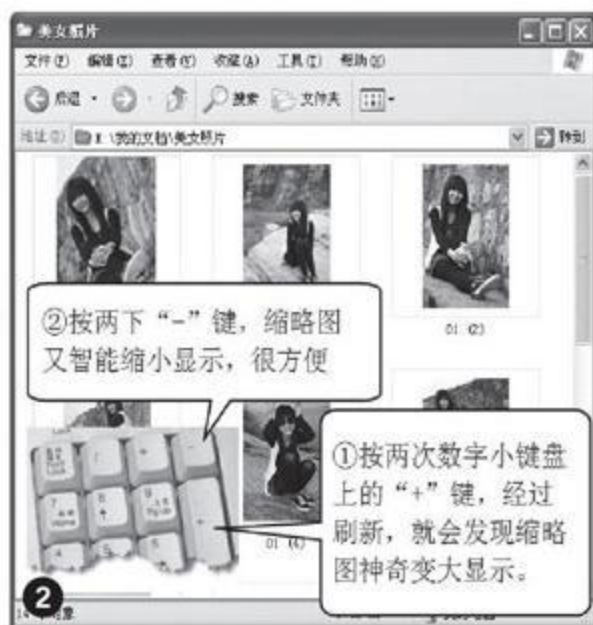 美女照片
文件(F) 编辑(E) 查看(V) 收藏(A) 工具(T) 帮助(H)
后退 搜索 文件夹
地址(D) E:\我的文档\美女照片 转到
01 (2)
②按两下“-”键，缩略图
又智能缩小显示，很方便
①按两次数字小键盘
上的“+”键，经过
刷新，就会发现缩略
图神奇变大显示。
7
8
9
01 (4)
2